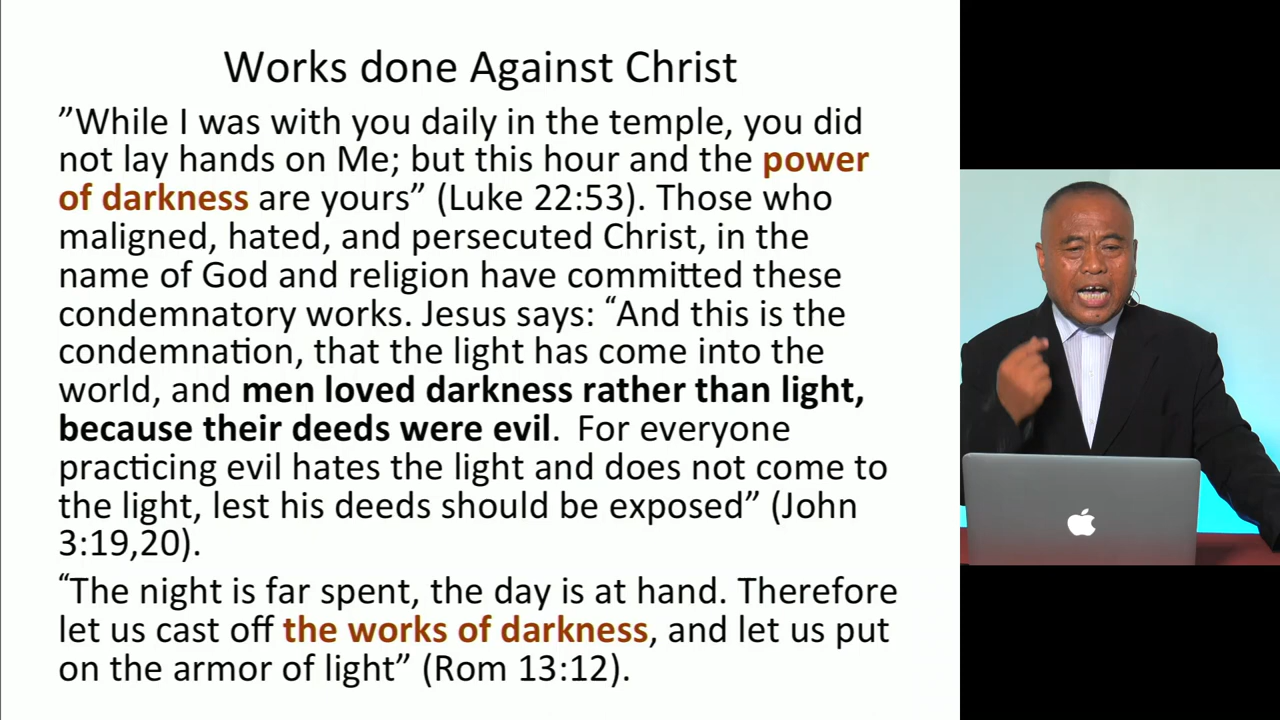 Works done Against Christ
”While I was with you daily in the temple, you did
not lay hands on Me; but this hour and the power
of darkness are yours” (Luke 22:53). Those who
maligned, hated, and persecuted Christ, in the
name of God and religion have committed these
condemnatory works. Jesus says: “And this is the
condemnation, that the light has come into the
world, and men loved darkness rather than light,
because their deeds were evil. For everyone
practicing evil hates the light and does not come to
the light, lest his deeds should be exposed” (John
3:19,20).
“The night is far spent, the day is at hand. Therefore
let us cast off the works of darkness, and let us put
on the armor of light” (Rom 13:12).